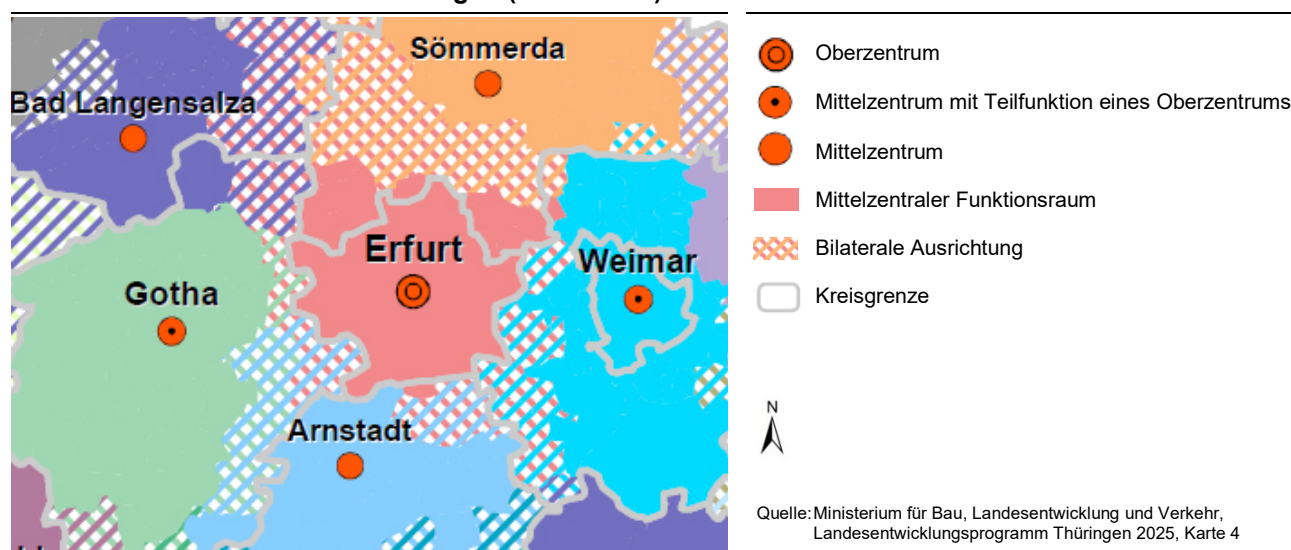 Sömmerda
Bad Langensalza
Erfurt
Weimar
Gotha
Arnstadt
Oberzentrum
Mittelzentrum mit Teilfunktion eines Oberzentrums
Mittelzentrum
Mittelzentraler Funktionsraum
Bilaterale Ausrichtung
Kreisgrenze
N
Quelle: Ministerium für Bau, Landesentwicklung und Verkehr,
Landesentwicklungsprogramm Thüringen 2025, Karte 4